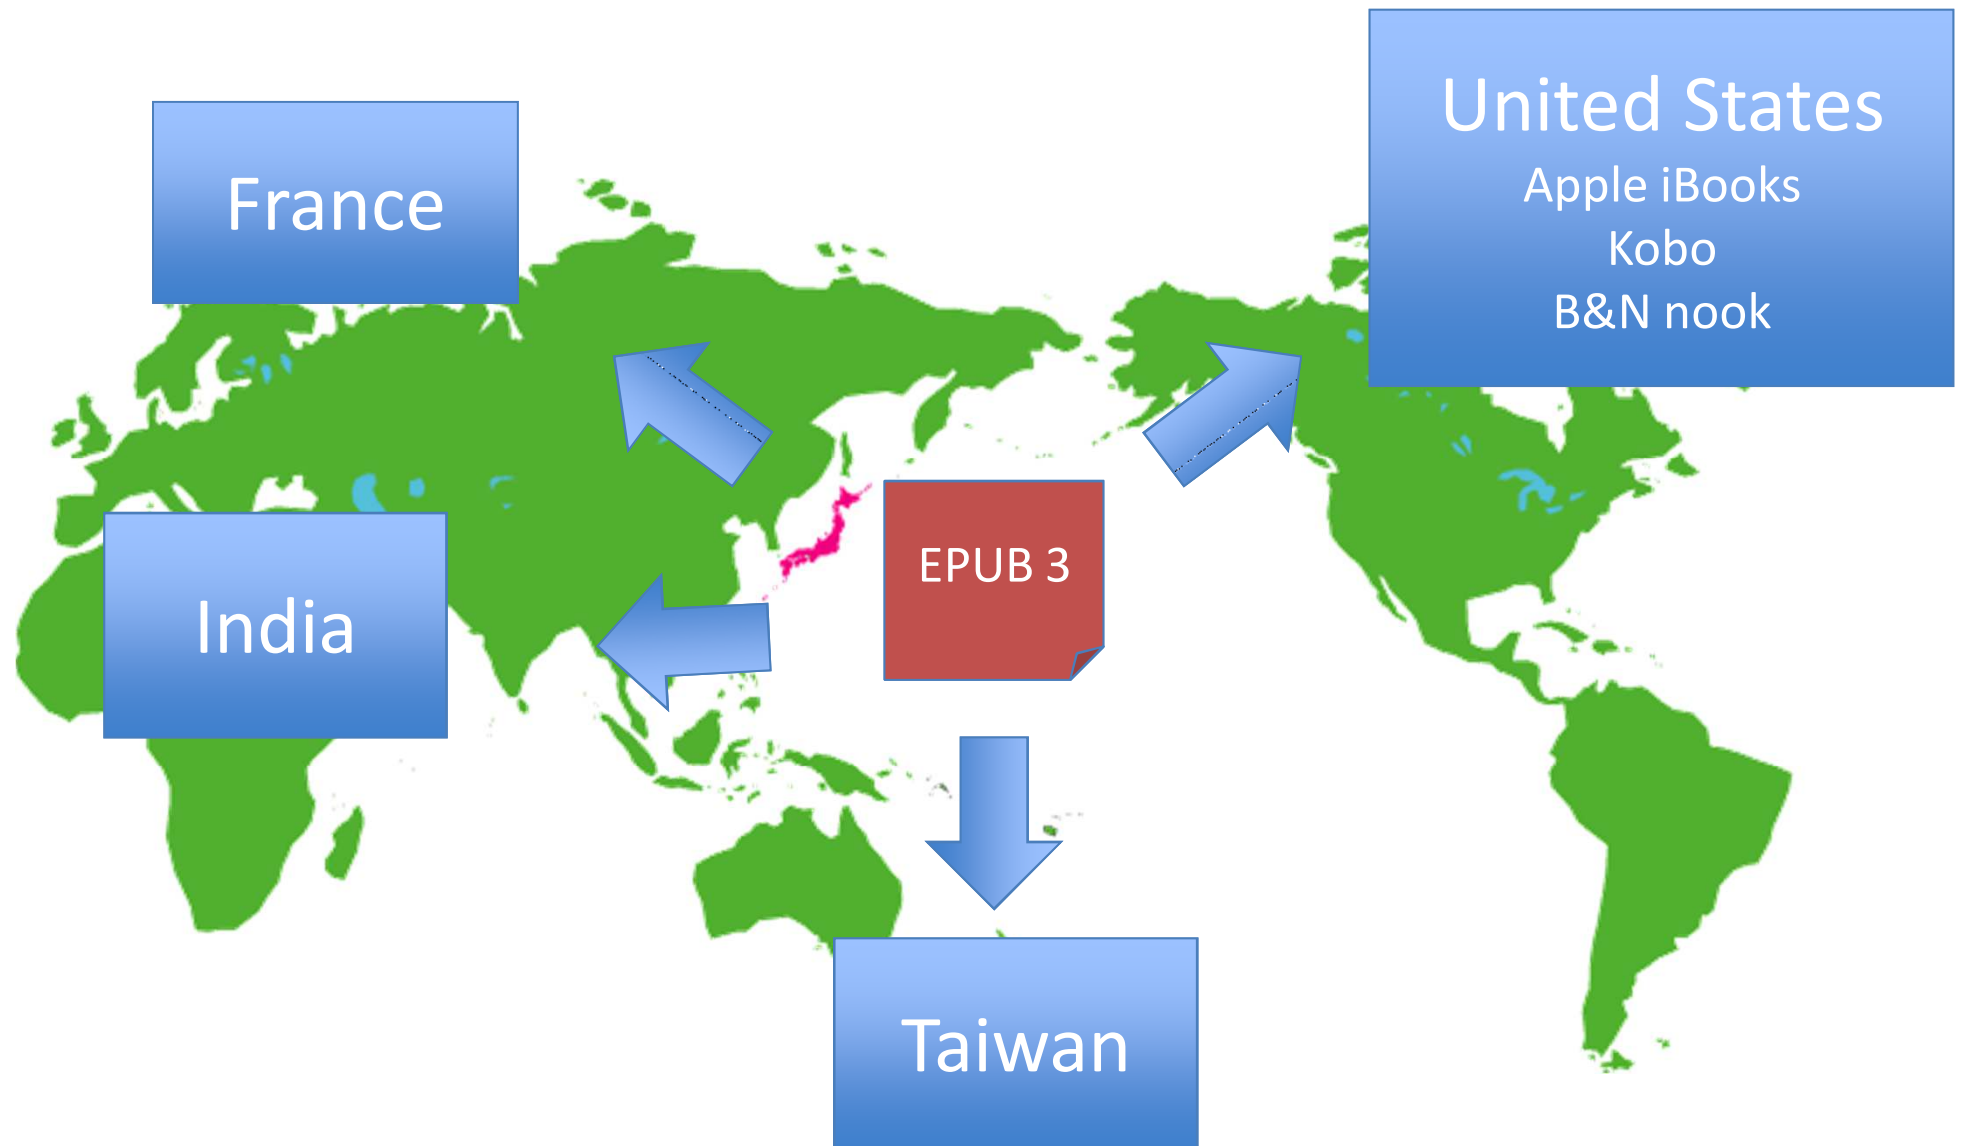 France
United States
Apple iBooks
Kobo
B&N nook
India
EPUB 3
Taiwan